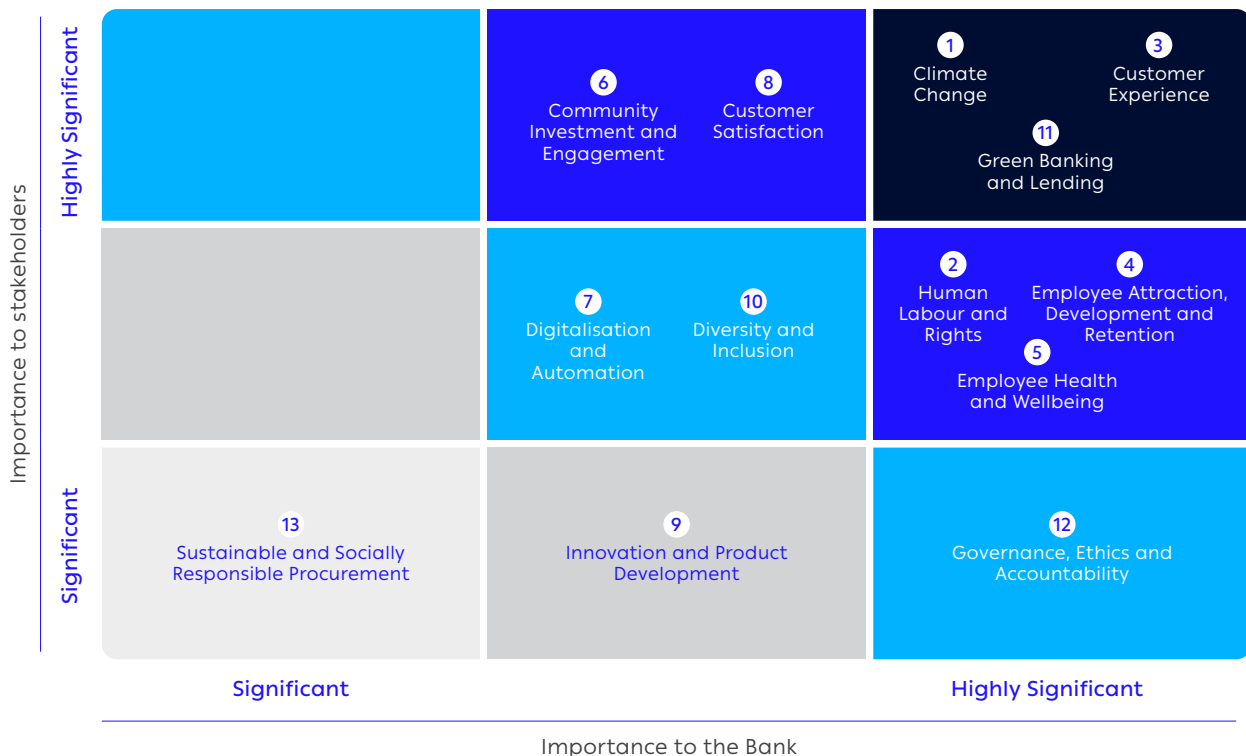 Importance to stakeholders
Highly Significant
Significant
6
Community
Investment and
Engagement
8
Customer
Satisfaction
1
Climate
Change
3
Customer
Experience
11
Green Banking
and Lending
7
Digitalisation
and
Automation
10
Diversity and
Inclusion
2
Human
Labour and
Rights
4
Employee Attraction,
Development and
Retention
5
Employee Health
and Wellbeing
13
Sustainable and Socially
Responsible Procurement
9
Innovation and Product
Development
12
Governance, Ethics and
Accountability
Significant
Highly Significant
Importance to the Bank